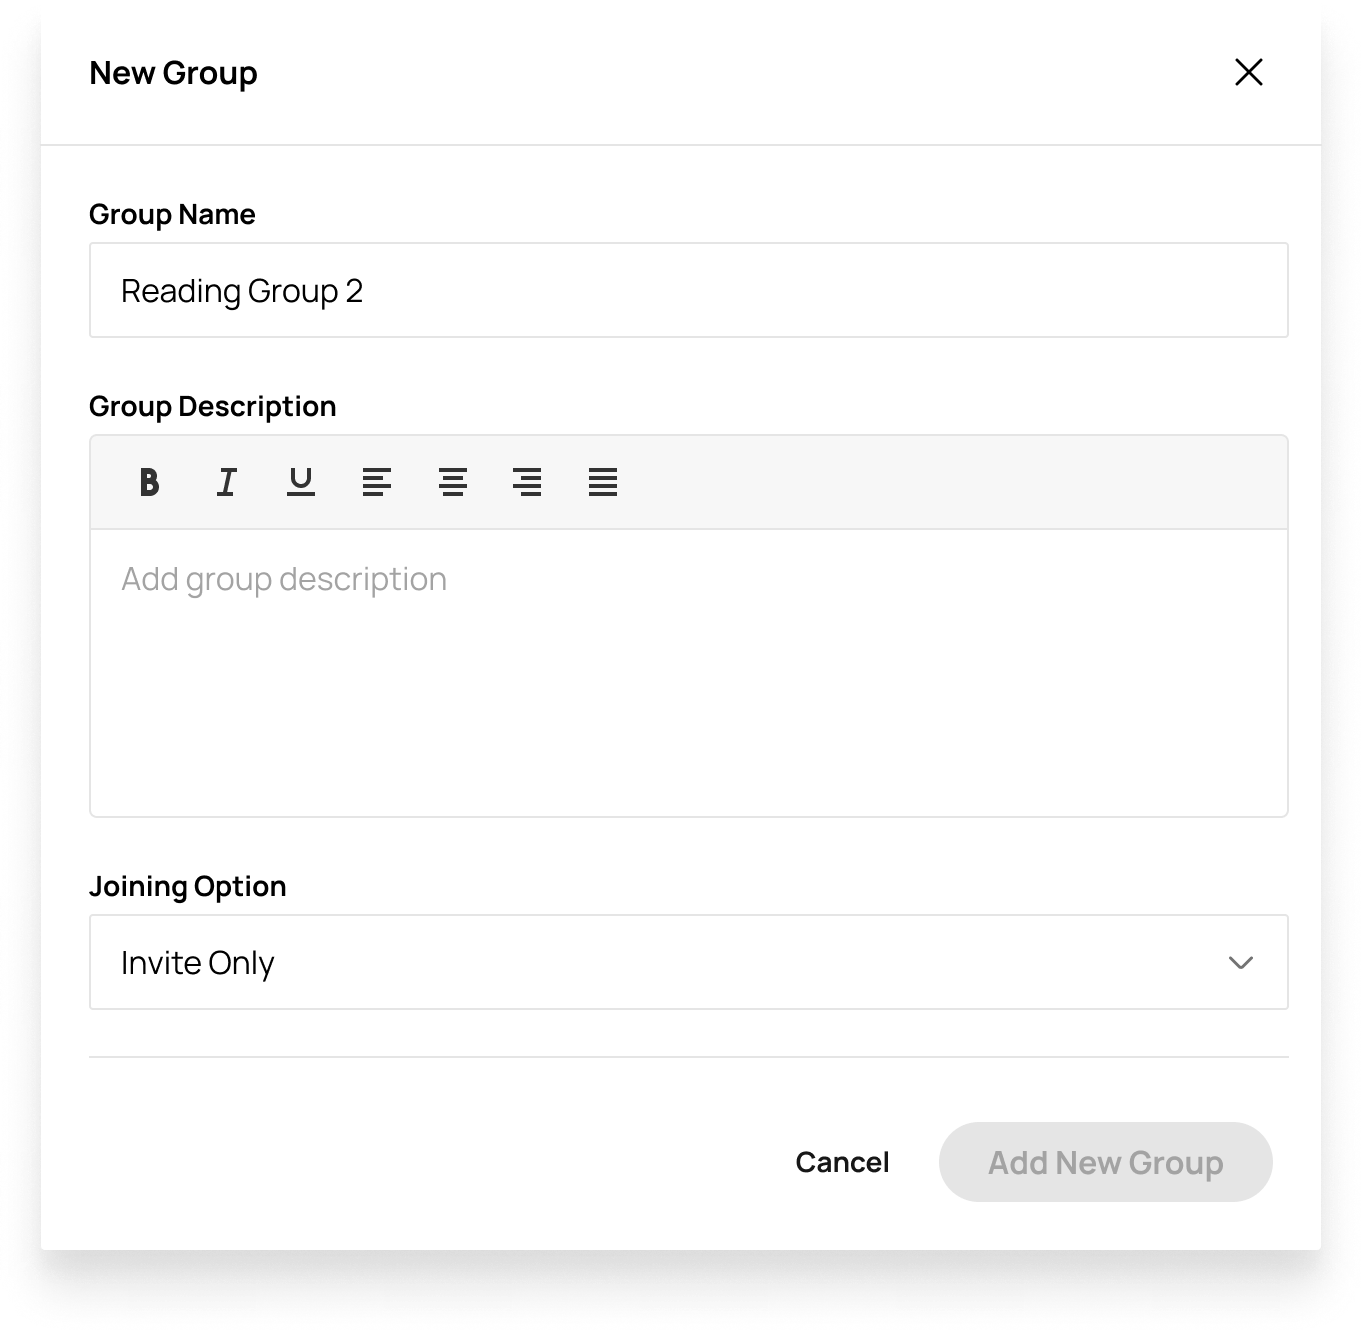 New Group
Group Name
Reading Group 2
Group Description
B I U
Add group description
Joining Option
Invite Only
Cancel Add New Group